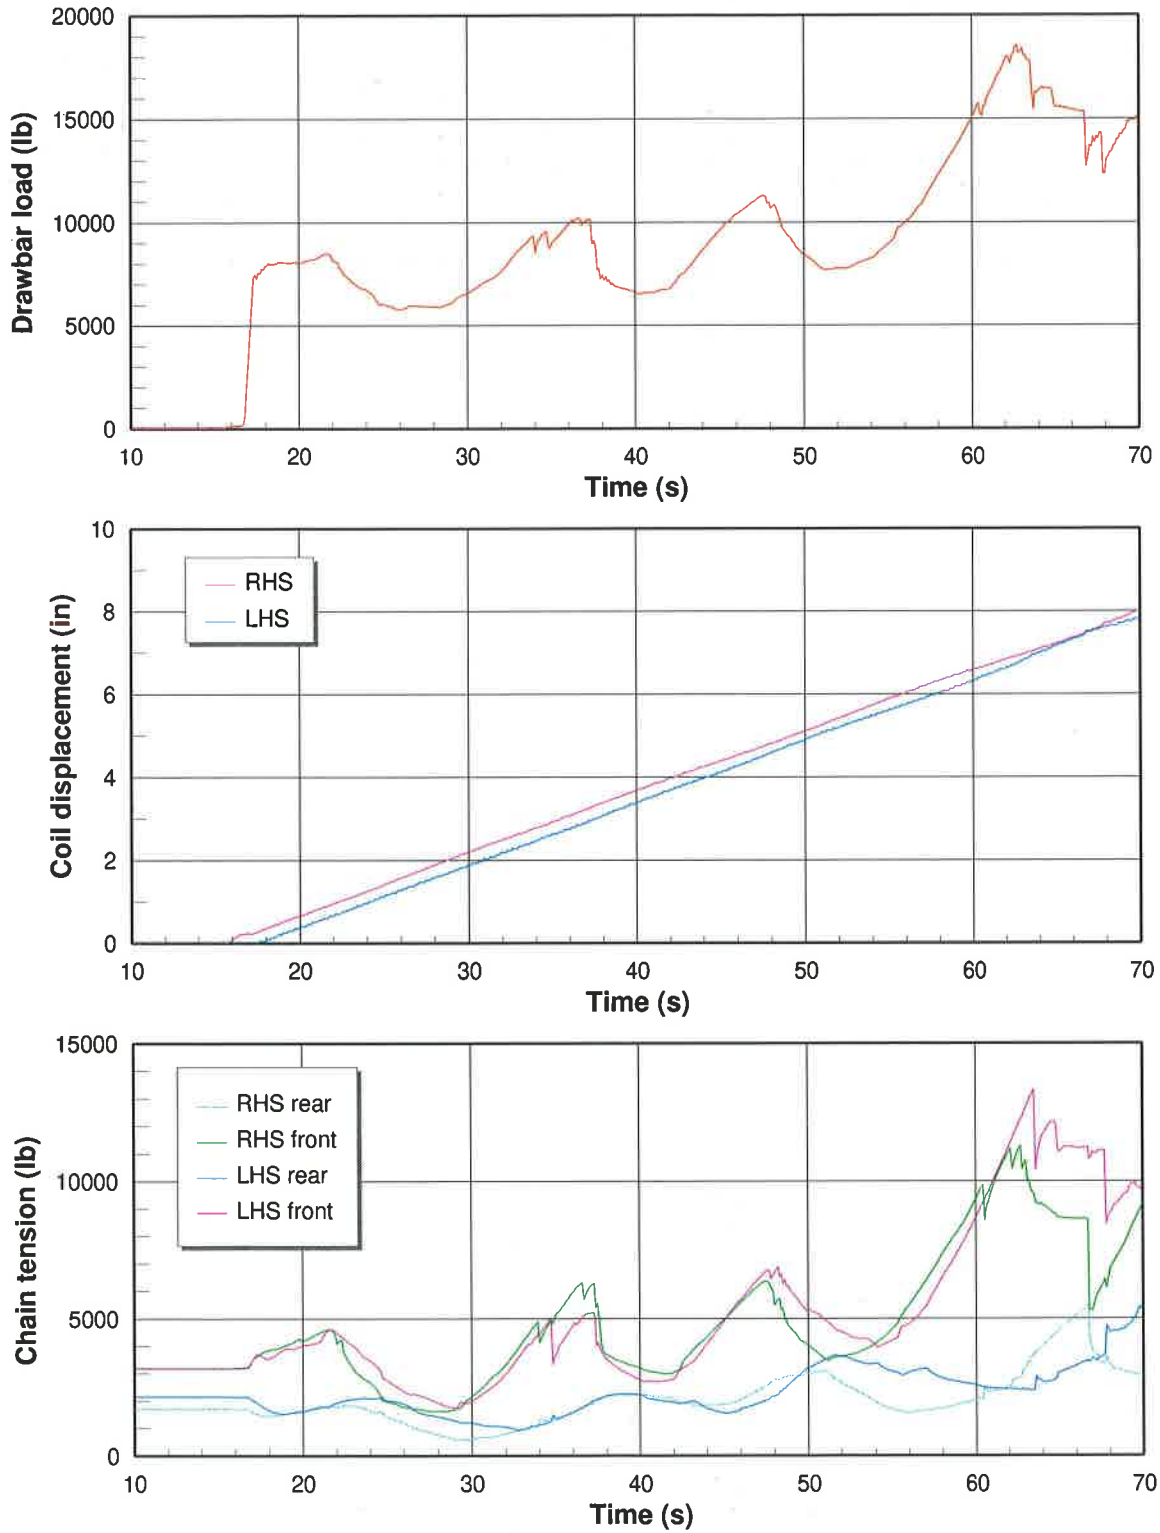 20000
15000
10000
5000
0
Drawbar load (lb)
10 20 30 40 50 60 70
Time (s)
10
8
6
4
2
0
Coil displacement (in)
RHS
LHS
10 20 30 40 50 60 70
Time (s)
15000
10000
5000
0
Chain tension (lb)
RHS rear
RHS front
LHS rear
LHS front
10 20 30 40 50 60 70
Time (s)